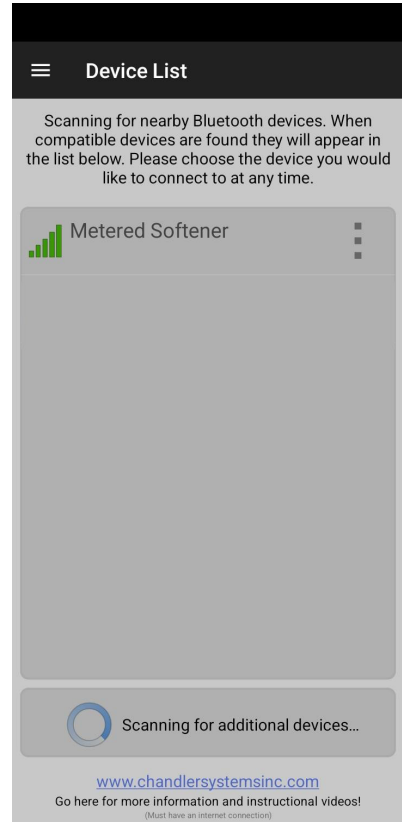 Device List
Scanning for nearby Bluetooth devices. When
compatible devices are found they will appear in
the list below. Please choose the device you would
like to connect to at any time.
Metered Softener
Scanning for additional devices...
www.chandlersystemsinc.com
Go here for more information and instructional videos!
(Must have an internet connection)